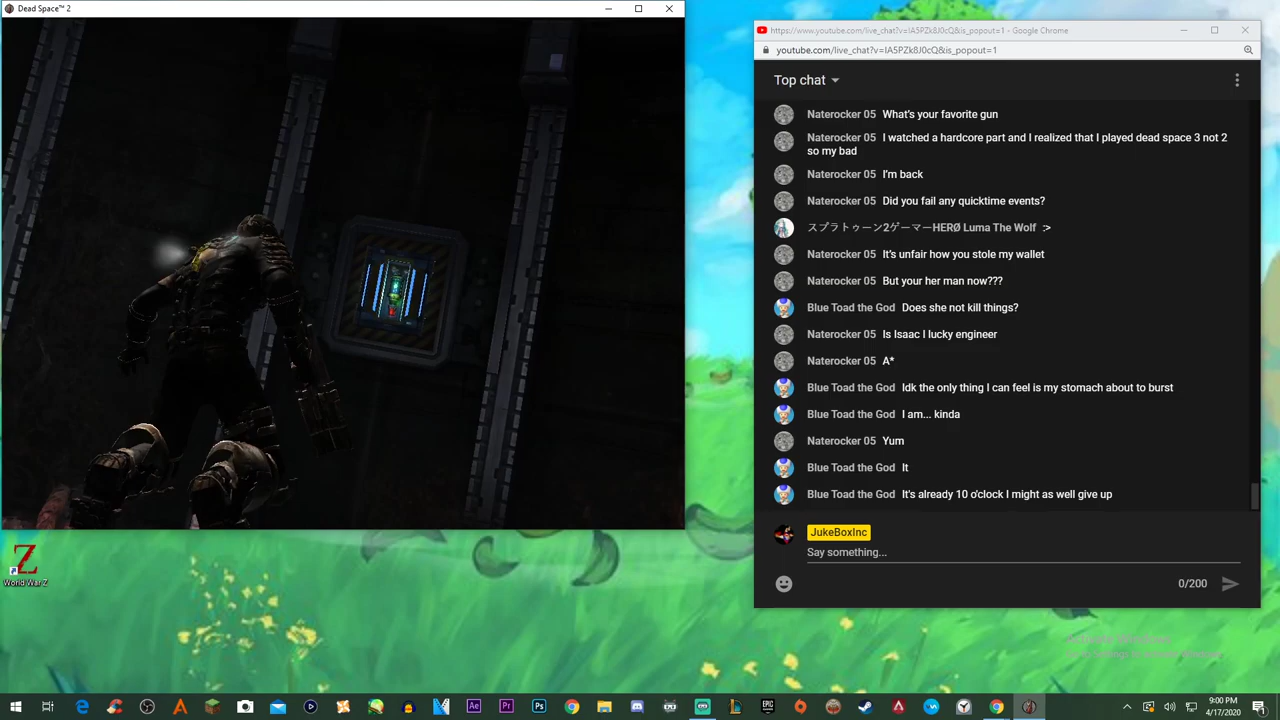 Dead Space™ 2
https://www.youtube.com/live_chat?v=IA5PZk8J0cQ&is_popout=1 - Google Chrome
youtube.com/live_chat?v=IA5PZk8J0cQ&is_popout=1
Top chat
Naterocker 05 What's your favorite gun
Naterocker 05 I watched a hardcore part and I realized that I played dead space 3 not 2
so my bad
Naterocker 05 I'm back
Naterocker 05 Did you fail any quicktime events?
スプラトゥーン2ゲーマーHERØ Luma The Wolf :>
Naterocker 05 It's unfair how you stole my wallet
Naterocker 05 But your her man now???
Blue Toad the God Does she not kill things?
Naterocker 05 Is Isaac I lucky engineer
Naterocker 05 A*
Blue Toad the God Idk the only thing I can feel is my stomach about to burst
Blue Toad the God I am... kinda
Naterocker 05 Yum
Blue Toad the God It
Blue Toad the God It's already 10 o'clock I might as well give up
JukeBoxInc
Say something...
0/200
World War Z
Ae
Pr
Ps
EPIC
9:00 PM
4/17/2020